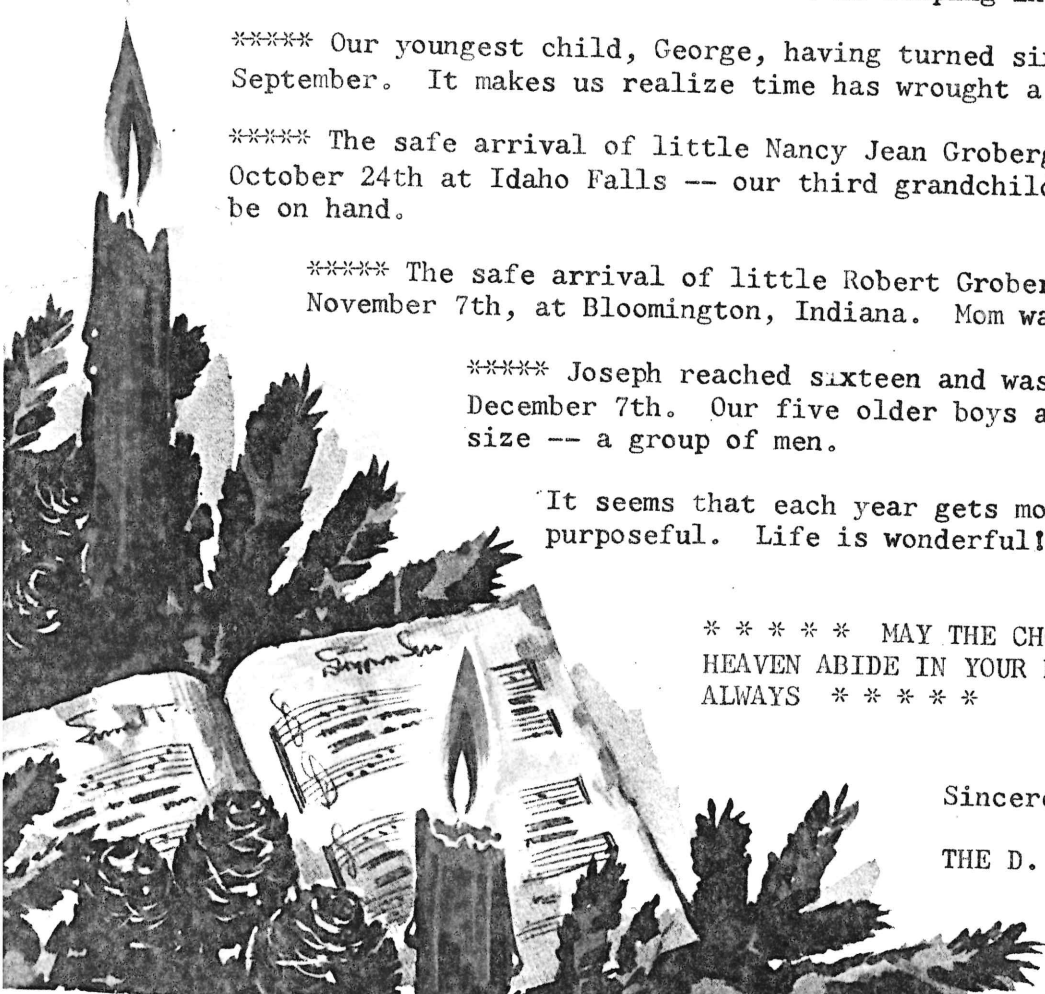 ***** Our youngest child, George, having turned
September. It makes us realize time has wrought a
***** The safe arrival of little Nancy Jean Groberg
October 24th at Idaho Falls -- our third grandchild
be on hand.
***** The safe arrival of little Robert Grober
November 7th, at Bloomington, Indiana. Mom wa
***** Joseph reached sixteen and was
December 7th. Our five older boys a
size -- a group of men.
It seems that each year gets mo
purposeful. Life is wonderful!
* * * * * MAY THE CH
HEAVEN ABIDE IN YOUR
ALWAYS * * * * *
Sincer
THE D.